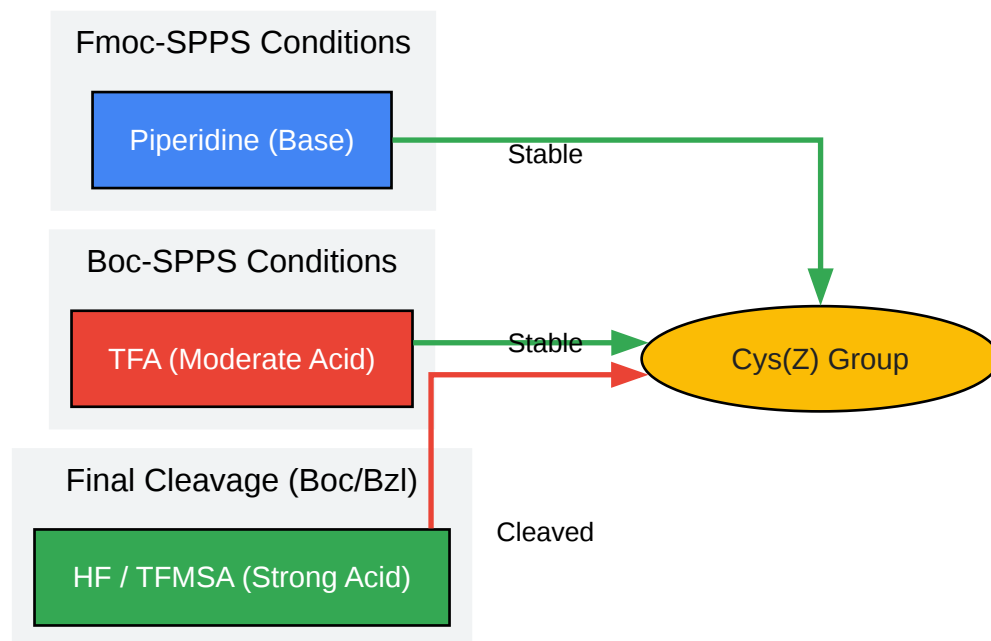 Fmoc-SPPS Conditions
Piperidine (Base)
Stable
Boc-SPPS Conditions
TFA (Moderate Acid)
Stable
Cys(Z) Group
Final Cleavage (Boc/Bzl)
Cleaved
HF / TFMSA (Strong Acid)